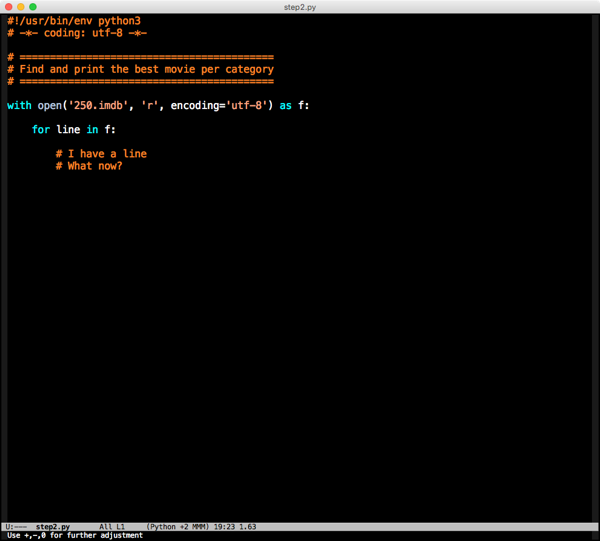 step2.py
#!/usr/bin/env python3
# -*- coding: utf-8 -*-
# ==========================================
# Find and print the best movie per category
# ==========================================
with open('250.imdb', 'r', encoding='utf-8') as f:
    for line in f:
        # I have a line
        # What now?
U:---  step2.py       All L1     (Python +2 MMM) 19:23 1.63
Use +,-,0 for further adjustment